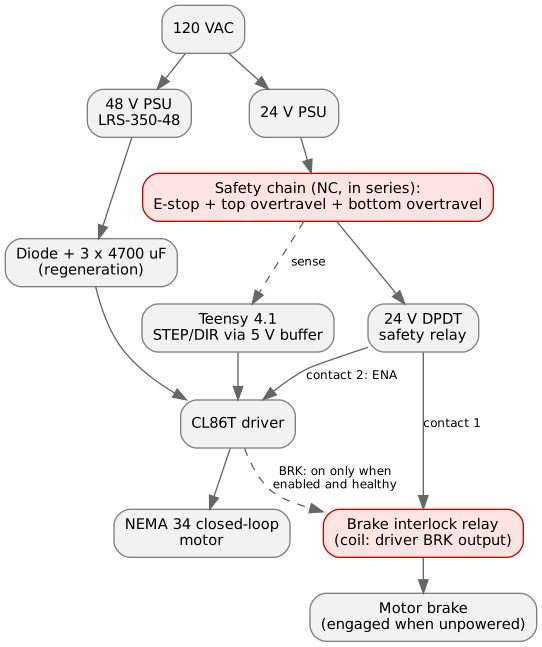 120 VAC
48 V PSU
LRS-350-48
24 V PSU
Safety chain (NC, in series):
E-stop + top overtravel + bottom overtravel
Diode + 3 x 4700 uF
(regeneration)
sense
Teensy 4.1
STEP/DIR via 5 V buffer
24 V DPDT
safety relay
contact 2: ENA
CL86T driver
contact 1
BRK: on only when
enabled and healthy
NEMA 34 closed-loop
motor
Brake interlock relay
(coil: driver BRK output)
Motor brake
(engaged when unpowered)